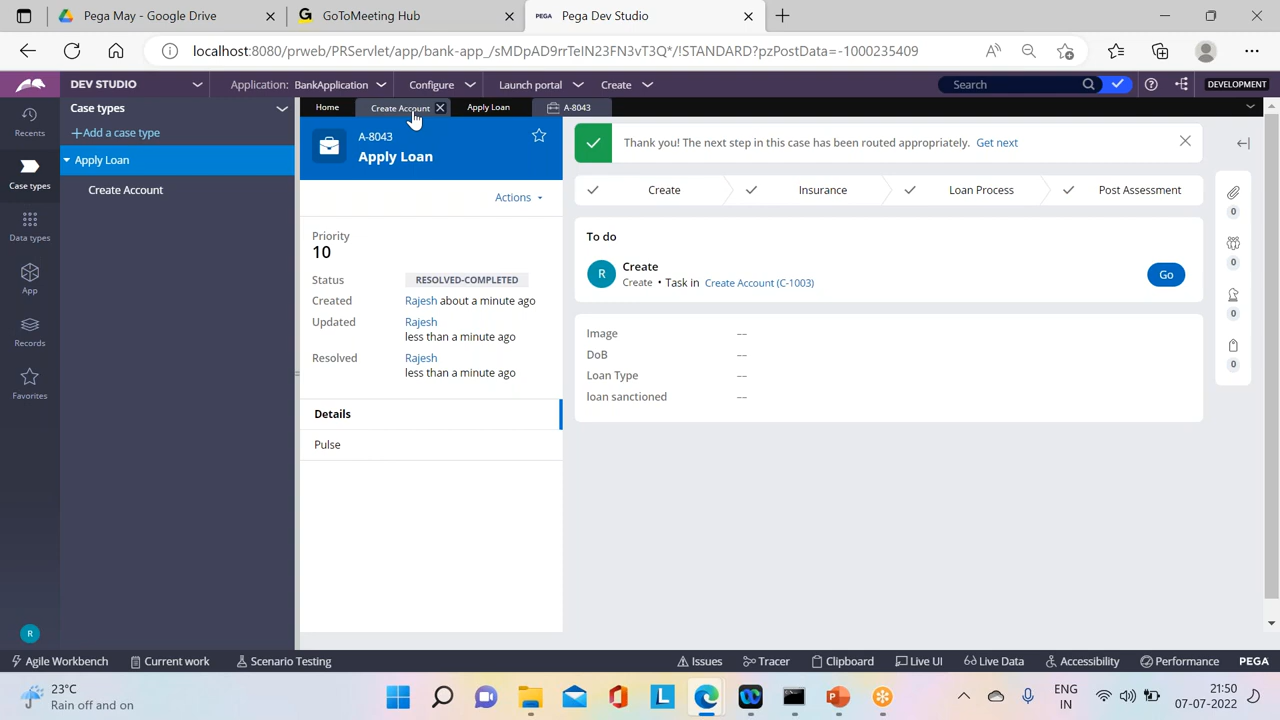 Pega May - Google Drive
GoToMeeting Hub
PEGA Pega Dev Studio
localhost:8080/prweb/PRServlet/app/bank-app_/sMDpAD9rrTeIN23FN3vT3Q*/!STANDARD?pzPostData=-1000235409
DEV STUDIO
Application: BankApplication
Configure
Launch portal
Create
Search
DEVELOPMENT
Case types
Home
Create Account
Apply Loan
A-8043
Recents
+Add a case type
Apply Loan
Create Account
Case types
Data types
App
Records
Favorites
R
A-8043
Apply Loan
Actions
Priority
10
Status RESOLVED-COMPLETED
Created Rajesh about a minute ago
Updated Rajesh
less than a minute ago
Resolved Rajesh
less than a minute ago
Details
Pulse
Thank you! The next step in this case has been routed appropriately. Get next
Create
Insurance
Loan Process
Post Assessment
To do
R
Create
Create • Task in Create Account (C-1003)
Go
Image --
DoB --
Loan Type --
loan sanctioned --
0
0
0
0
Agile Workbench
Current work
Scenario Testing
Issues
Tracer
Clipboard
Live UI
Live Data
Accessibility
Performance
PEGA
23°C
Rain off and on
L
ENG
IN
21:50
07-07-2022